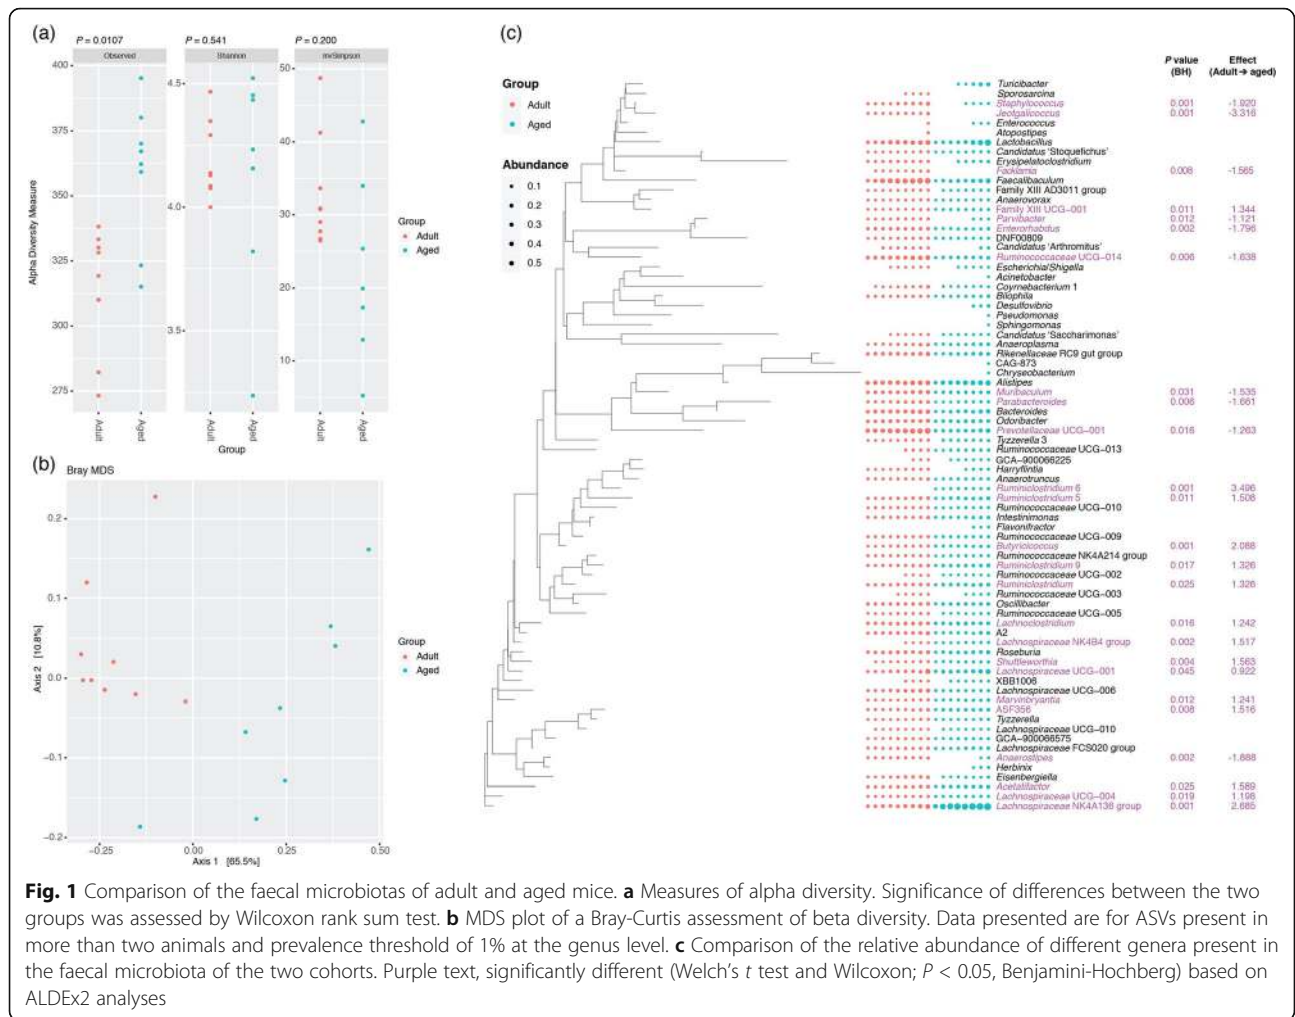 (a)
P = 0.0107
P = 0.541
P = 0.200
Observed
Shannon
invSimpson
400
375
350
325
300
275
4.5
4.0
3.5
50
40
30
20
10
Alpha Diversity Measure
Adult
Aged
Adult
Aged
Adult
Aged
Group
Group
Adult
Aged
(b)
Bray MDS
0.2
0.1
0.0
−0.1
−0.2
Axis 2 [10.8%]
−0.25
0.00
0.25
0.50
Axis 1 [65.5%]
Group
Adult
Aged
(c)
Group
Adult
Aged
Abundance
0.1
0.2
0.3
0.4
0.5
P value (BH)
Effect (Adult → aged)
Turicibacter
Sporosarcina
Staphylococcus 0.001 -1.920
Jeotgalicoccus 0.001 -3.316
Enterococcus
Atopostipes
Lactobacillus
Candidatus 'Stoquefichus'
Erysipelatoclostridium
Facklamia 0.008 -1.565
Faecalibaculum
Family XIII AD3011 group
Anaerovorax
Family XIII UCG−001 0.011 1.344
Parvibacter 0.012 -1.121
Enterorhabdus 0.002 -1.796
DNF00809
Candidatus 'Arthromitus'
Ruminococcaceae UCG−014 0.006 -1.638
Escherichia/Shigella
Acinetobacter
Coyrnebacterium 1
Bilophila
Desulfovibrio
Pseudomonas
Sphingomonas
Candidatus 'Saccharimonas'
Anaeroplasma
Rikenellaceae RC9 gut group
CAG-873
Chryseobacterium
Alistipes
Muribaculum 0.031 -1.535
Parabacteroides 0.008 -1.661
Bacteroides
Odoribacter
Prevotellaceae UCG−001 0.016 -1.263
Tyzzerella 3
Ruminococcaceae UCG−013
GCA−900066225
Harryflintia
Anaerotruncus
Ruminiclostridium 6 0.001 3.496
Ruminiclostridium 5 0.011 1.508
Ruminococcaceae UCG−010
Intestinimonas
Flavonifractor
Ruminococcaceae UCG−009
Butyricicoccus 0.001 2.088
Ruminococcaceae NK4A214 group
Ruminiclostridium 9 0.017 1.326
Ruminococcaceae UCG−002
Ruminiclostridium 0.025 1.326
Ruminococcaceae UCG−003
Oscillibacter
Ruminococcaceae UCG−005
Lachnoclostridium 0.016 1.242
A2
Lachnospiraceae NK4B4 group 0.002 1.517
Roseburia
Shuttleworthia 0.004 1.563
Lachnospiraceae UCG−001 0.045 0.922
XBB1006
Lachnospiraceae UCG−006
Marvinbryantia 0.012 1.241
ASF356 0.008 1.516
Tyzzerella
Lachnospiraceae UCG−010
GCA−900066575
Lachnospiraceae FCS020 group
Anaerostipes 0.002 -1.888
Herbinix
Eisenbergiella
Acetatifactor 0.025 1.589
Lachnospiraceae UCG−004 0.019 1.198
Lachnospiraceae NK4A136 group 0.001 2.685
Fig. 1 Comparison of the faecal microbiotas of adult and aged mice. a Measures of alpha diversity. Significance of differences between the two
groups was assessed by Wilcoxon rank sum test. b MDS plot of a Bray-Curtis assessment of beta diversity. Data presented are for ASVs present in
more than two animals and prevalence threshold of 1% at the genus level. c Comparison of the relative abundance of different genera present in
the faecal microbiota of the two cohorts. Purple text, significantly different (Welch's t test and Wilcoxon; P < 0.05, Benjamini-Hochberg) based on
ALDEx2 analyses